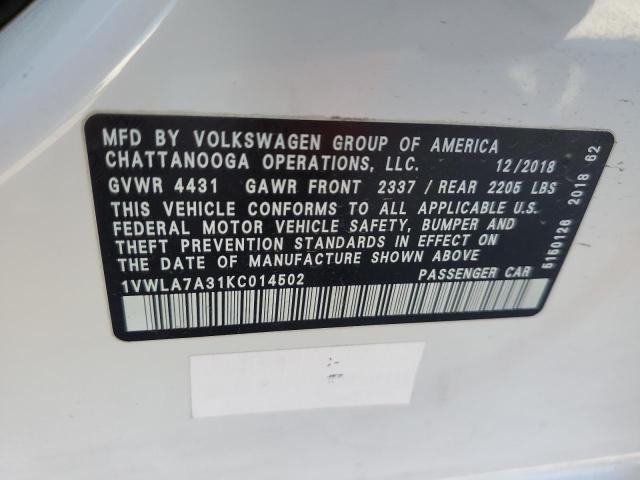 MFD BY VOLKSWAGEN GROUP OF AMERICA
CHATTANOOGA OPERATIONS, LLC. 12/2018
GVWR 4431 GAWR FRONT 2337 / REAR 2205 LBS
THIS VEHICLE CONFORMS TO ALL APPLICABLE U.S.
FEDERAL MOTOR VEHICLE SAFETY, BUMPER AND
THEFT PREVENTION STANDARDS IN EFFECT ON
THE DATE OF MANUFACTURE SHOWN ABOVE
1VWLA7A31KC014502 PASSENGER CAR
5160126 2018 62